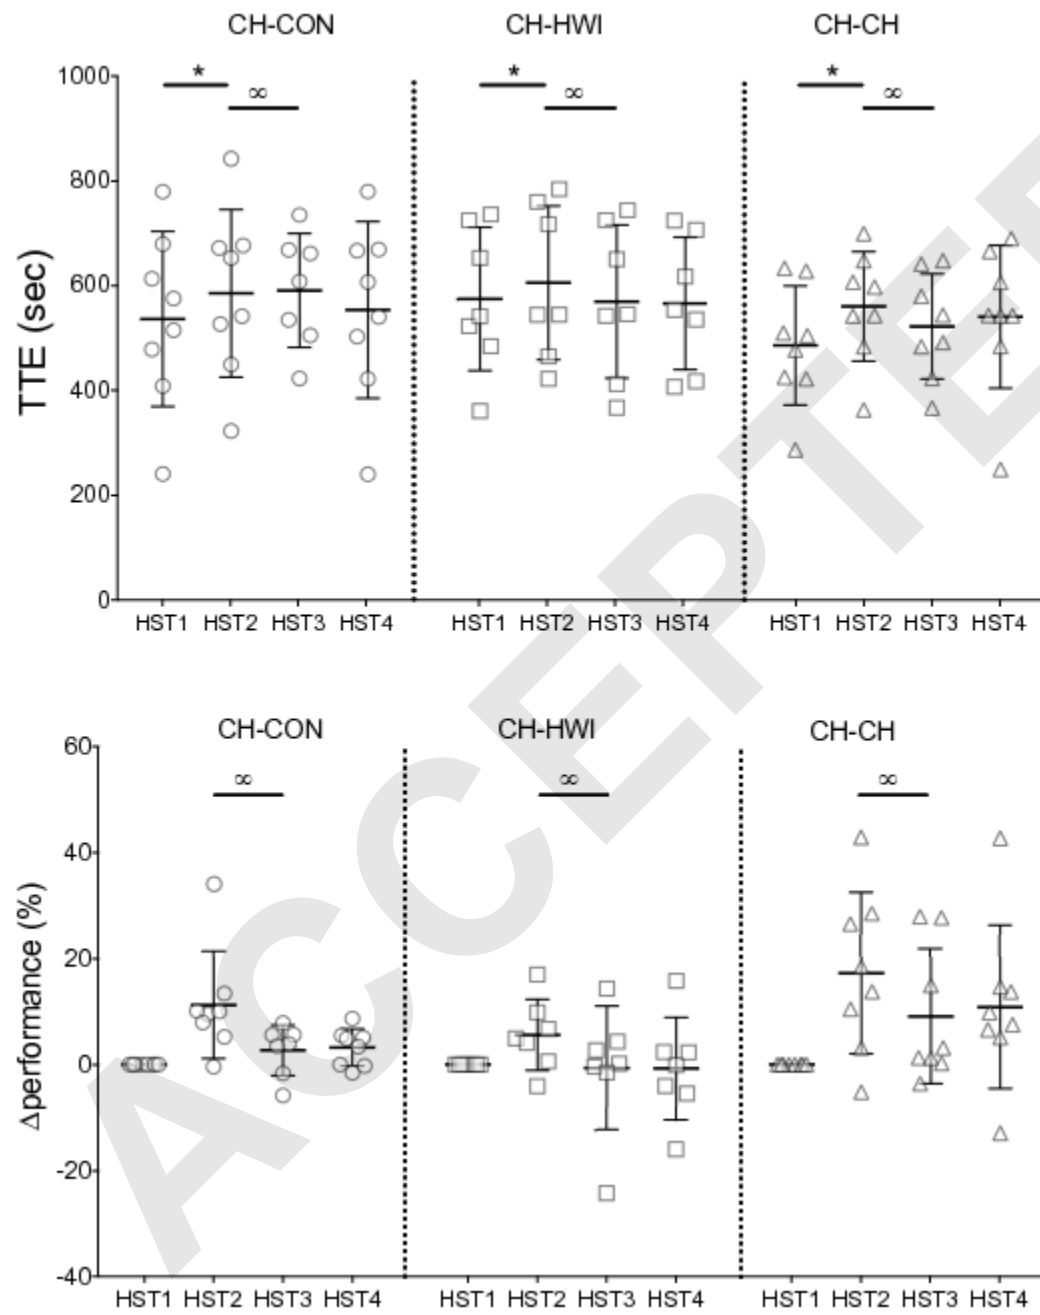 CH-CON CH-HWI CH-CH
* * *
∞ ∞ ∞
TTE (sec)
1000
800
600
400
200
0
HST1 HST2 HST3 HST4 HST1 HST2 HST3 HST4 HST1 HST2 HST3 HST4
CH-CON CH-HWI CH-CH
∞ ∞ ∞
Δperformance (%)
60
40
20
0
-20
-40
HST1 HST2 HST3 HST4 HST1 HST2 HST3 HST4 HST1 HST2 HST3 HST4
ACCEPTE